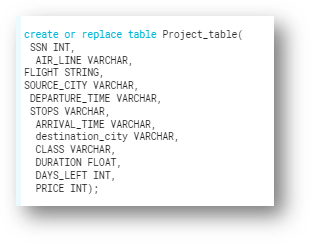 create or replace table Project_table(
SSN INT,
AIR_LINE VARCHAR,
FLIGHT STRING,
SOURCE_CITY VARCHAR,
DEPARTURE_TIME VARCHAR,
STOPS VARCHAR,
ARRIVAL_TIME VARCHAR,
destination_city VARCHAR,
CLASS VARCHAR,
DURATION FLOAT,
DAYS_LEFT INT,
PRICE INT);